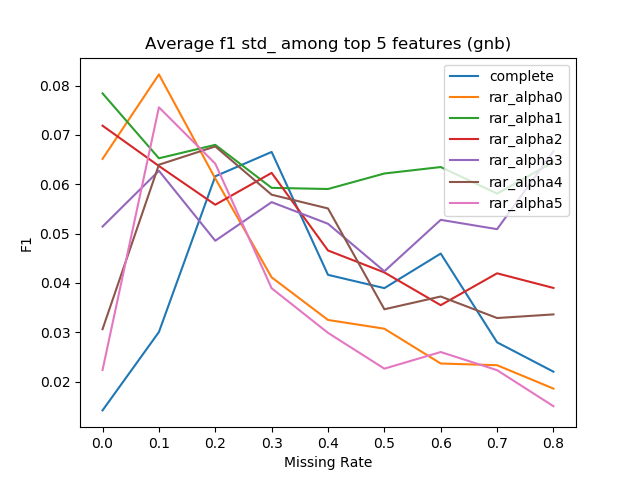 Average f1 std_ among top 5 features (gnb)
complete
rar_alpha0
rar_alpha1
rar_alpha2
rar_alpha3
rar_alpha4
rar_alpha5
0.08
0.07
0.06
0.05
0.04
0.03
0.02
F1
0.0 0.1 0.2 0.3 0.4 0.5 0.6 0.7 0.8
Missing Rate